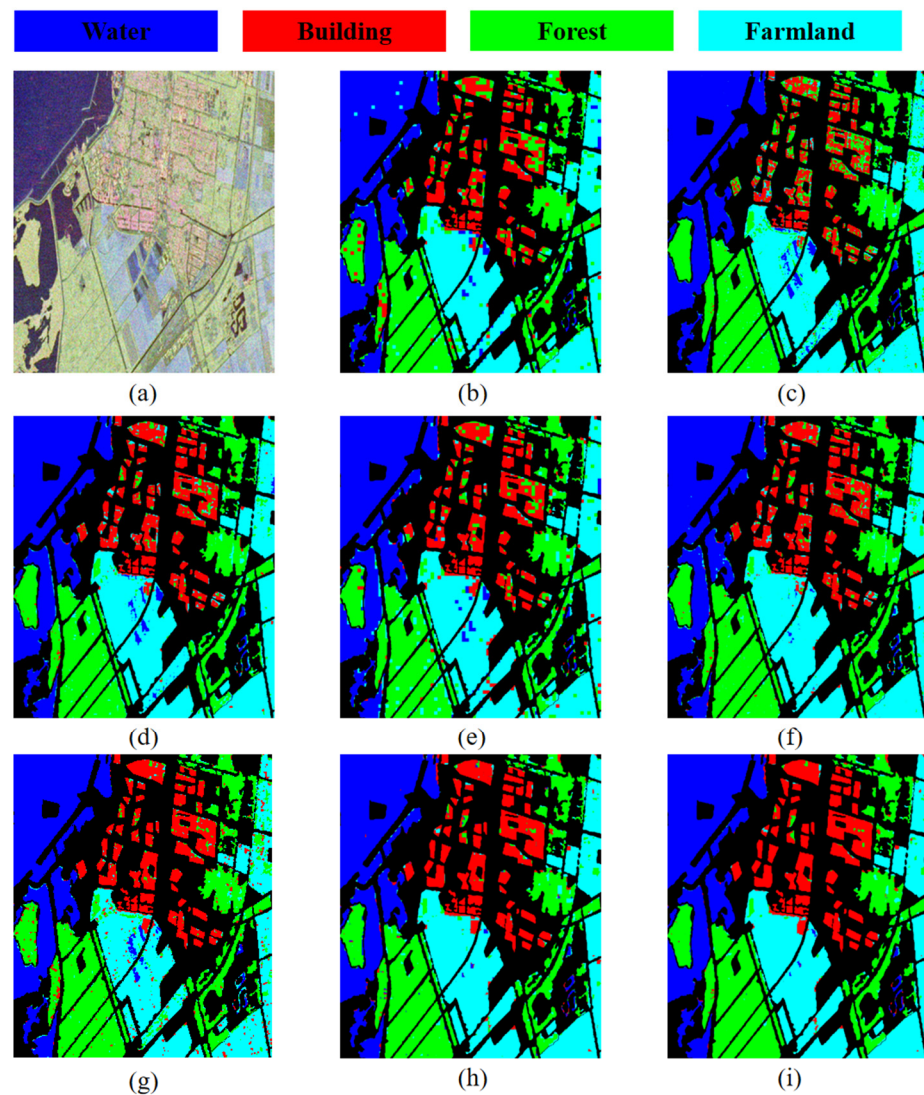 Water Building Forest Farmland
(a) (b) (c)
(d) (e) (f)
(g) (h) (i)